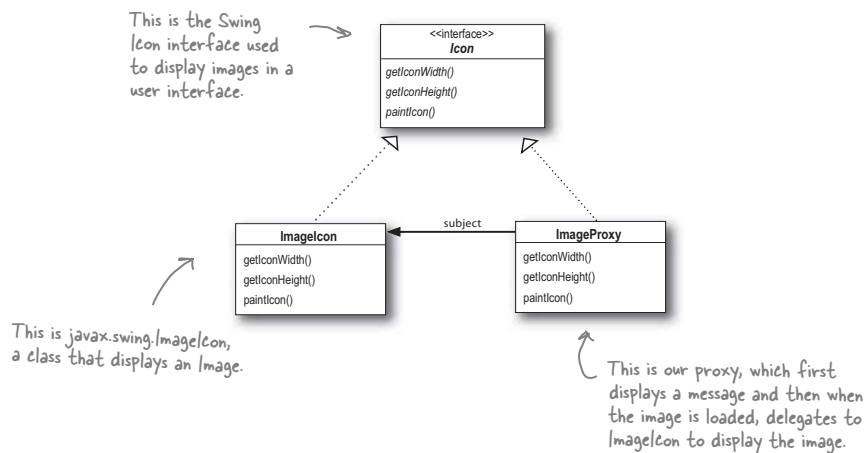 This is the Swing
Icon interface used
to display images in a
user interface.
<<interface>>
Icon
getIconWidth()
getIconHeight()
paintIcon()
subject
ImageIcon
getIconWidth()
getIconHeight()
paintIcon()
ImageProxy
getIconWidth()
getIconHeight()
paintIcon()
This is javax.swing.ImageIcon,
a class that displays an Image.
This is our proxy, which first
displays a message and then when
the image is loaded, delegates to
ImageIcon to display the image.